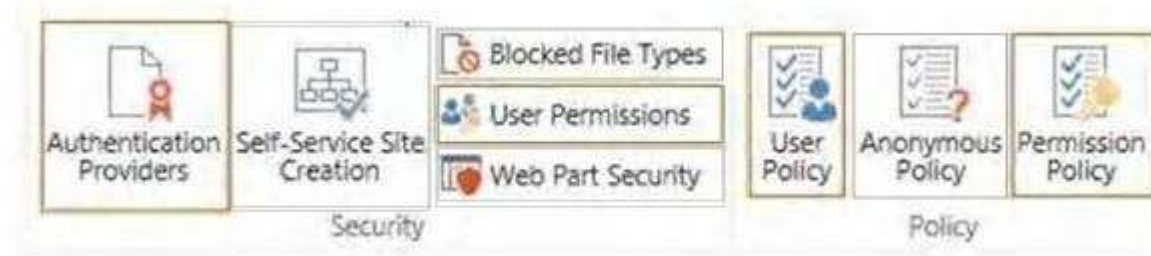 Authentication
Providers
Self-Service Site
Creation
Blocked File Types
User Permissions
Web Part Security
Security
User
Policy
Anonymous
Policy
Permission
Policy
Policy